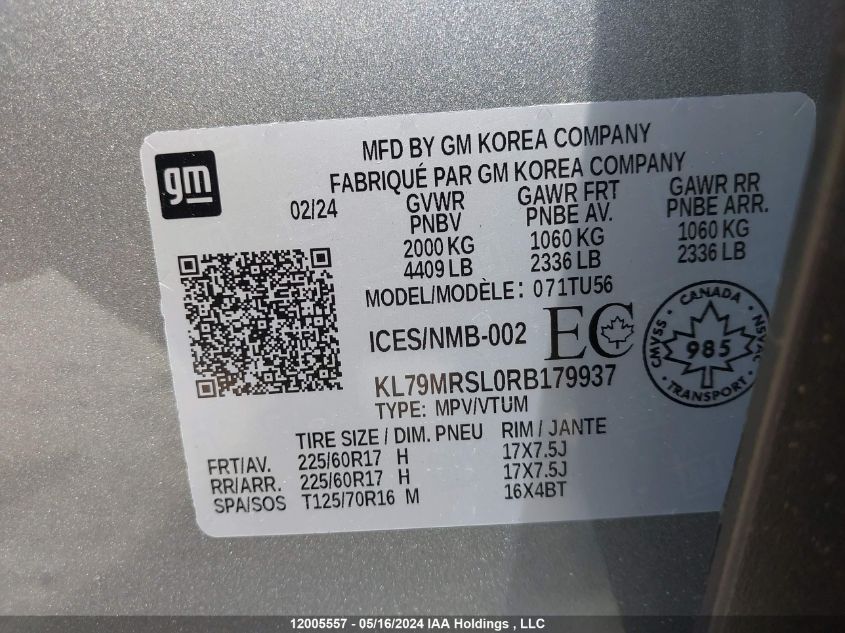 gm
MFD BY GM KOREA COMPANY
FABRIQUÉ PAR GM KOREA COMPANY
02/24 GVWR GAWR FRT GAWR RR
PNBV PNBE AV. PNBE ARR.
2000 KG 1060 KG 1060 KG
4409 LB 2336 LB 2336 LB
MODEL/MODÈLE: 071TU56
ICES/NMB-002 EC
CANADA
CMVSS 985 NSVAC
TRANSPORT
KL79MRSL0RB179937
TYPE: MPV/VTUM
TIRE SIZE / DIM. PNEU RIM / JANTE
FRT/AV. 225/60R17 H 17X7.5J
RR/ARR. 225/60R17 H 17X7.5J
SPA/SOS T125/70R16 M 16X4BT
12005557 - 05/16/2024 IAA Holdings , LLC